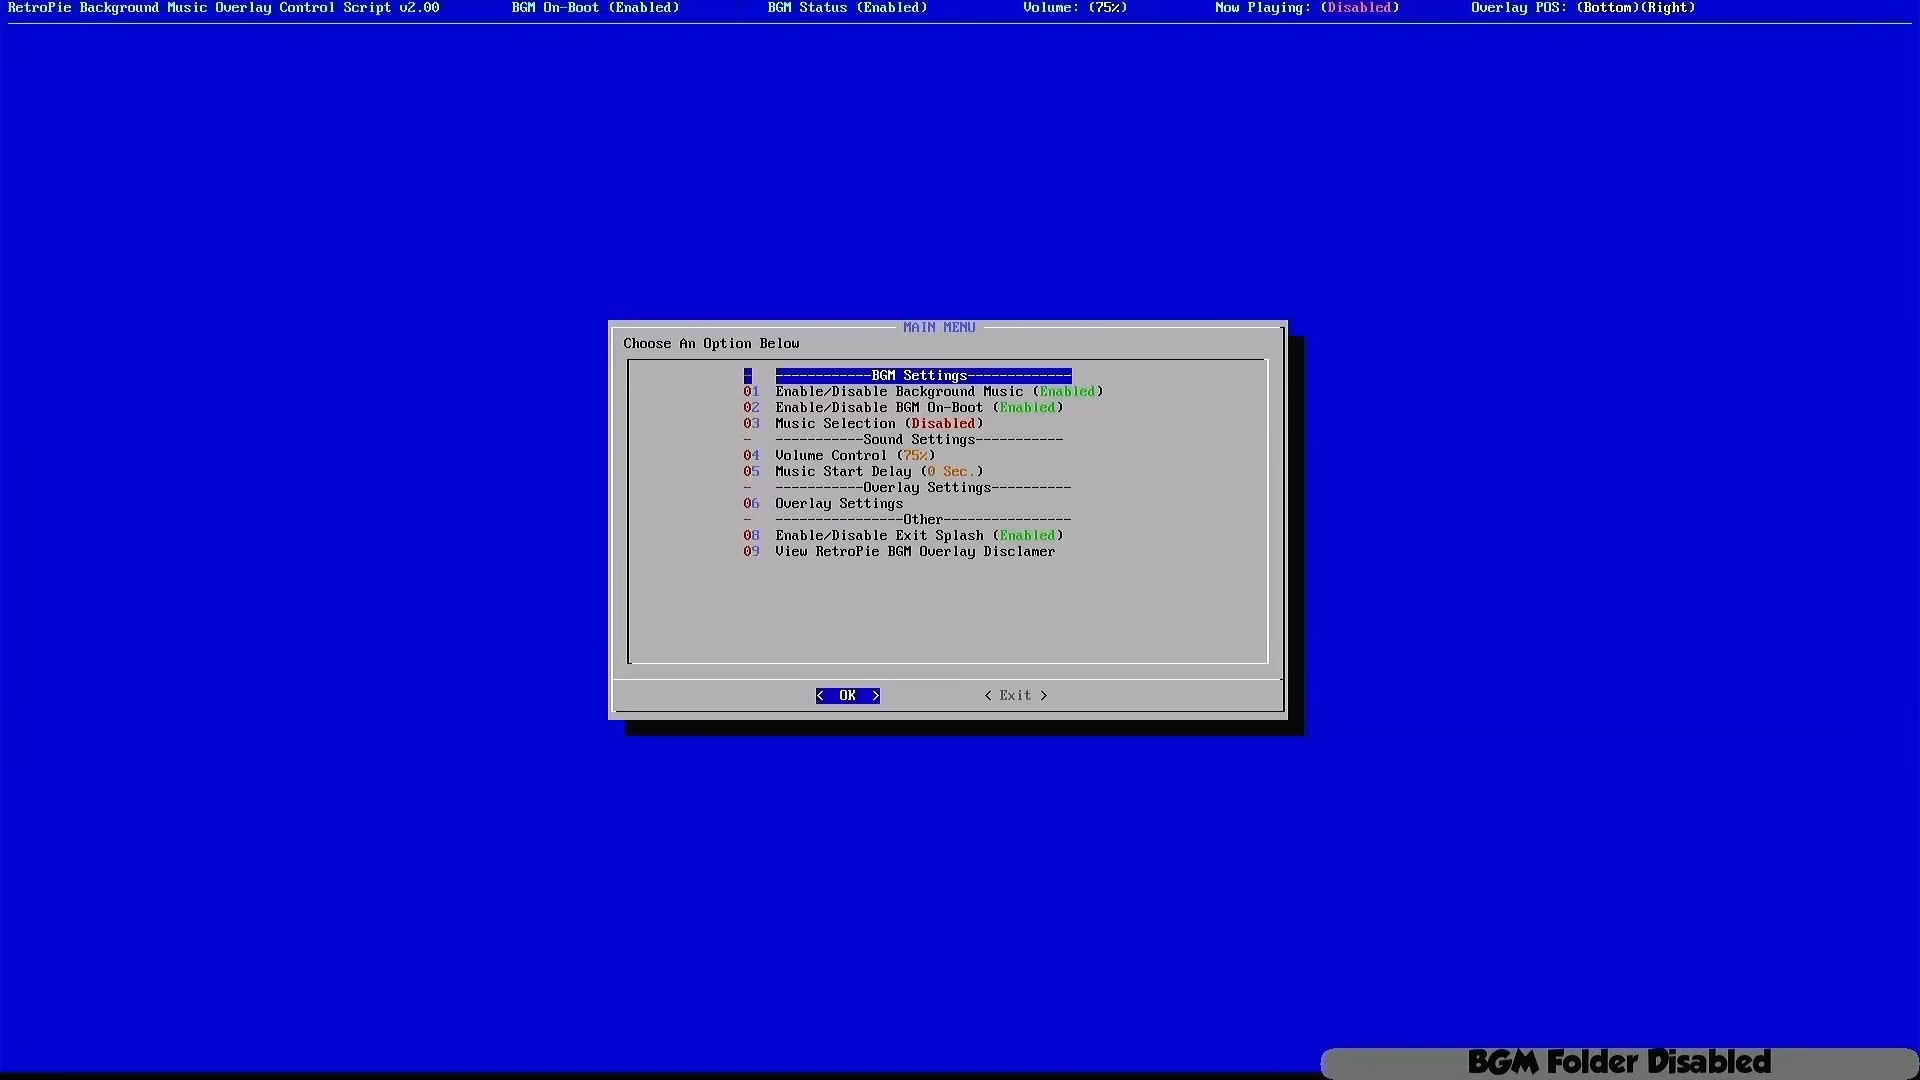 RetroPie Background Music Overlay Control Script v2.00 BGM On-Boot (Enabled) BGM Status (Enabled) Volume: (75%) Now Playing: (Disabled) Overlay POS: (Bottom)(Right)
MAIN MENU
Choose An Option Below
- ------------BGM Settings-------------
01 Enable/Disable Background Music (Enabled)
02 Enable/Disable BGM On-Boot (Enabled)
03 Music Selection (Disabled)
- -----------Sound Settings-----------
04 Volume Control (75%)
05 Music Start Delay (0 Sec.)
- -----------Overlay Settings----------
06 Overlay Settings
- ----------------Other----------------
08 Enable/Disable Exit Splash (Enabled)
09 View RetroPie BGM Overlay Disclamer
< OK > < Exit >
BGM Folder Disabled